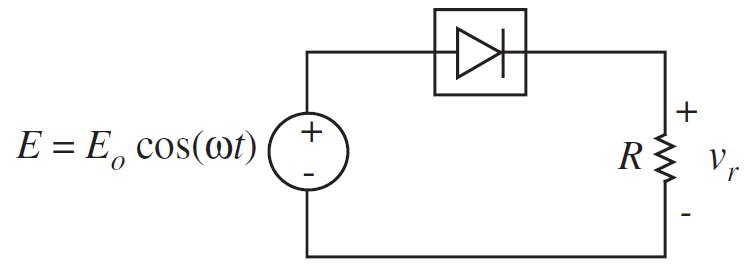 E = E_o cos(ωt)
+
-
R
+
v_r
-